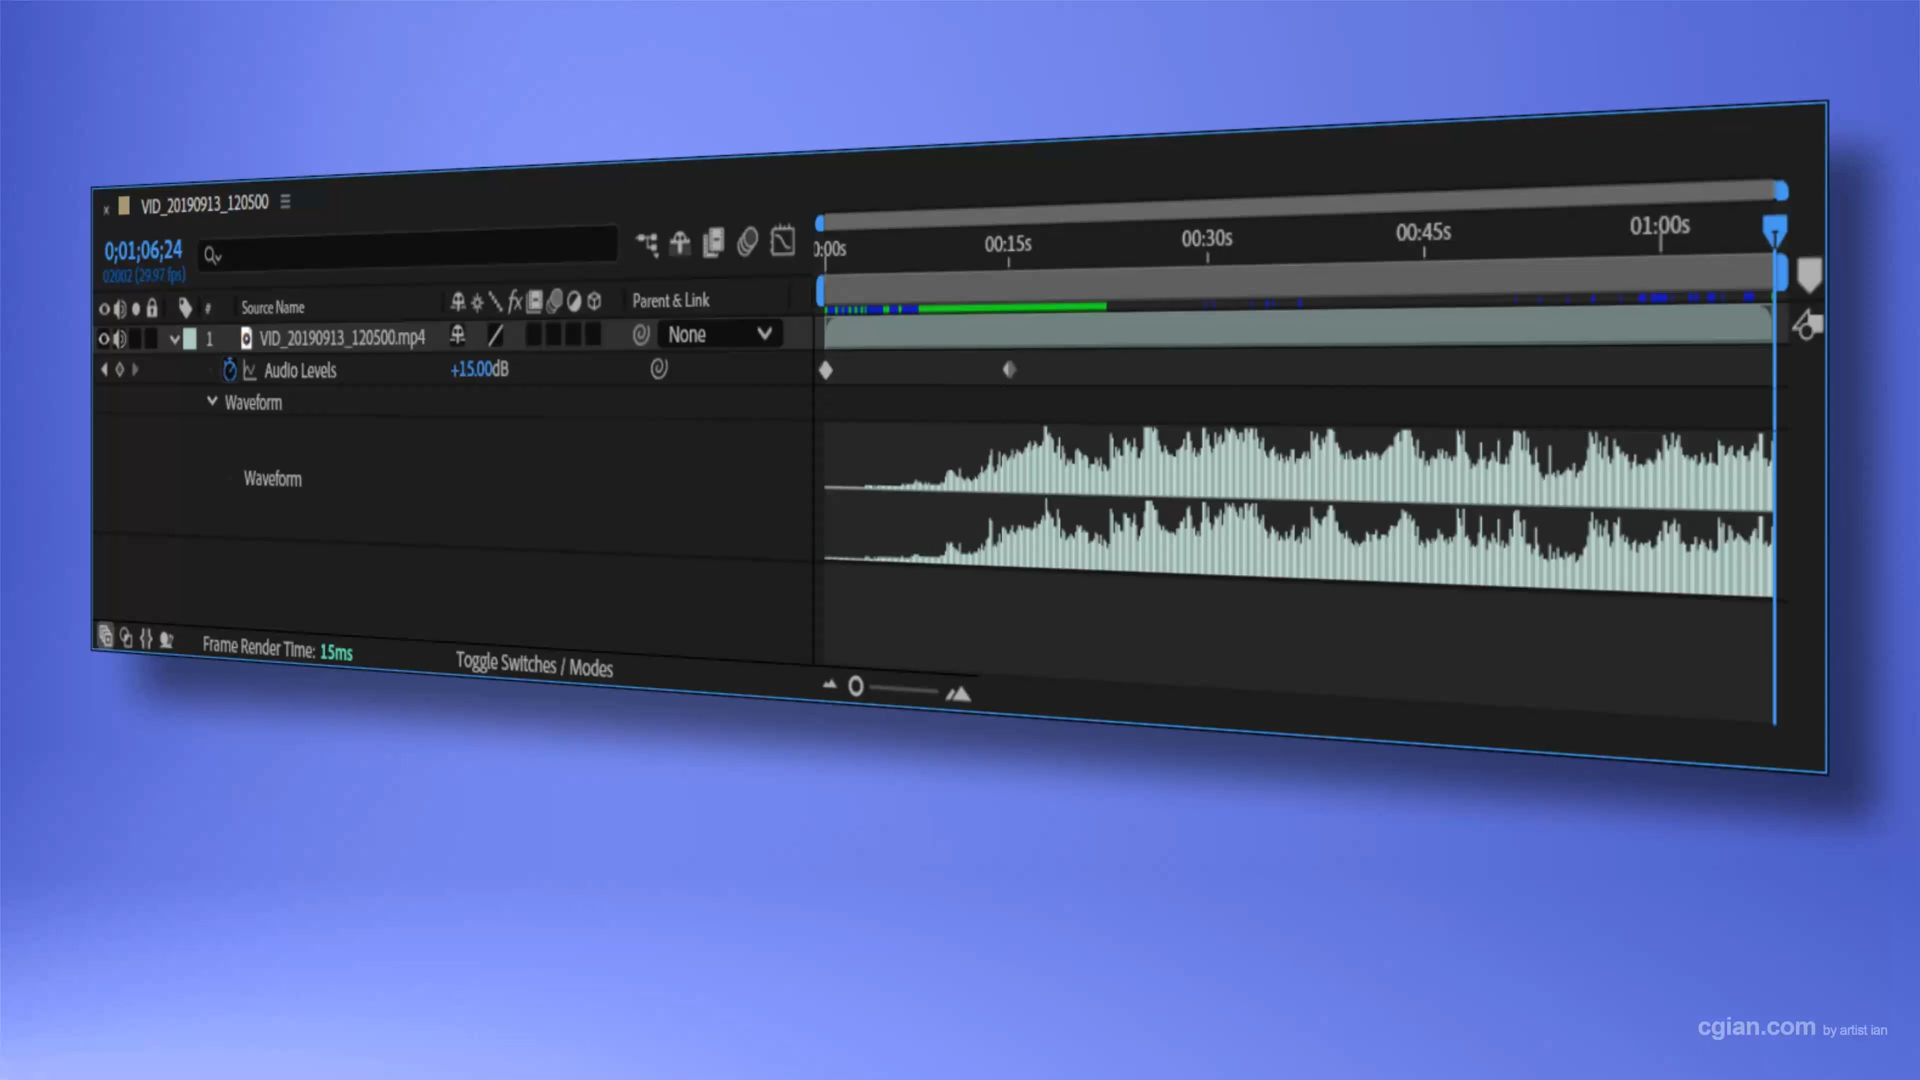 x VID_20190913_120500
0;01;06;24
02002 (29.97 fps)
0:00s 00:15s 00:30s 00:45s 01:00s
# Source Name fx Parent & Link
1 VID_20190913_120500.mp4 None
Audio Levels +15.00dB
Waveform
Waveform
Frame Render Time: 15ms Toggle Switches / Modes
cgian.com by artist ian